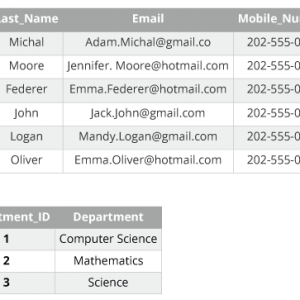 Last_Name Email Mobile_Nu
Michal Adam.Michal@gmail.co 202-555-0
Moore Jennifer. Moore@hotmail.com 202-555-0
Federer Emma.Federer@hotmail.com 202-555-0
John Jack.John@gmail.com 202-555-0
Logan Mandy.Logan@gmail.com 202-555-0
Oliver Emma.Oliver@hotmail.com 202-555-0
tment_ID Department
1 Computer Science
2 Mathematics
3 Science